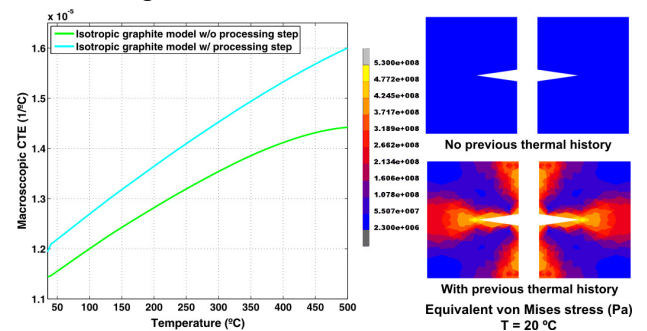 1.6 x 10⁻⁵
Isotropic graphite model w/o processing step
Isotropic graphite model w/ processing step
1.5
1.4
1.3
1.2
1.1
Macrosccopic CTE (1/ºC)
50 100 150 200 250 300 350 400 450 500
Temperature (ºC)
5.300e+008
4.772e+008
4.245e+008
3.717e+008
3.189e+008
2.662e+008
2.134e+008
1.606e+008
1.078e+008
5.507e+007
2.300e+006
No previous thermal history
With previous thermal history
Equivalent von Mises stress (Pa)
T = 20 ºC